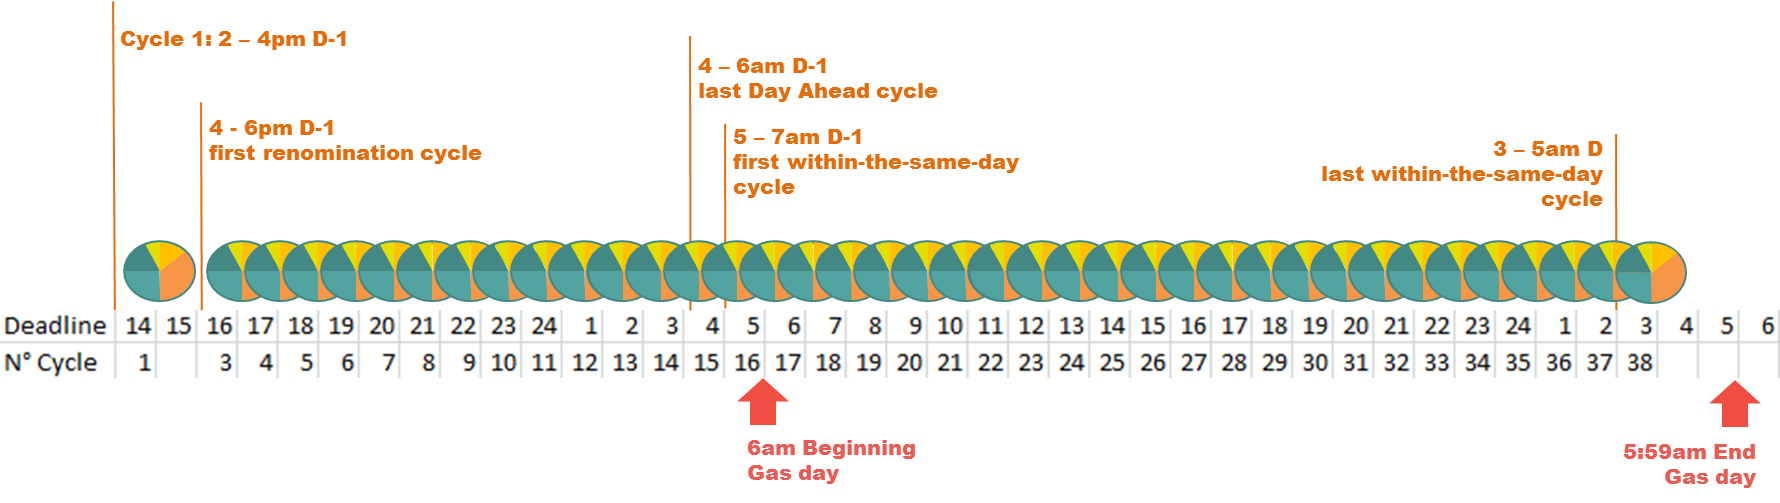 Cycle 1: 2 – 4pm D-1
4 – 6am D-1
last Day Ahead cycle
4 - 6pm D-1
first renomination cycle
5 – 7am D-1
first within-the-same-day
cycle
3 – 5am D
last within-the-same-day
cycle
Deadline 14 15 16 17 18 19 20 21 22 23 24 1 2 3 4 5 6 7 8 9 10 11 12 13 14 15 16 17 18 19 20 21 22 23 24 1 2 3 4 5 6
N° Cycle 1 3 4 5 6 7 8 9 10 11 12 13 14 15 16 17 18 19 20 21 22 23 24 25 26 27 28 29 30 31 32 33 34 35 36 37 38
6am Beginning
Gas day
5:59am End
Gas day